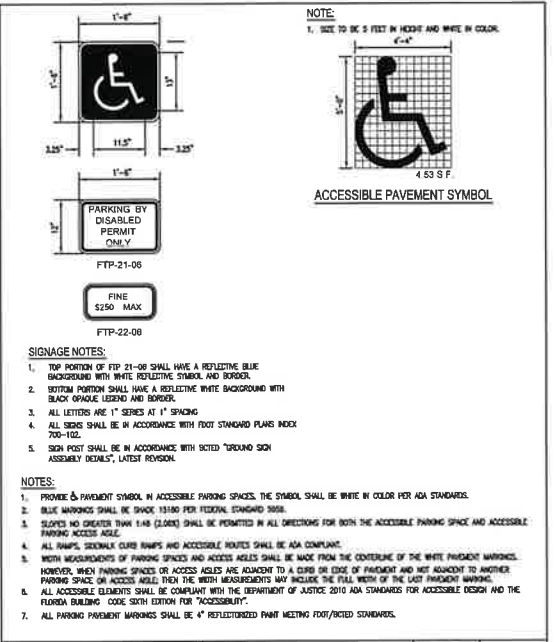 1'-6"
1'-6"
13"
3.25"
11.5"
3.25"
1'-6"
12"
PARKING BY
DISABLED
PERMIT
ONLY
FTP-21-06
FINE
$250 MAX
FTP-22-06
NOTE:
1. SIZE TO BE 5 FEET IN HEIGHT AND WHITE IN COLOR.
4'-4"
5'-0"
4.53 S.F.
ACCESSIBLE PAVEMENT SYMBOL
SIGNAGE NOTES:
1. TOP PORTION OF FTP 21-06 SHALL HAVE A REFLECTIVE BLUE
BACKGROUND WITH WHITE REFLECTIVE SYMBOL AND BORDER.
2. BOTTOM PORTION SHALL HAVE A REFLECTIVE WHITE BACKGROUND WITH
BLACK OPAQUE LEGEND AND BORDER.
3. ALL LETTERS ARE 1" SERIES AT 1" SPACING
4. ALL SIGNS SHALL BE IN ACCORDANCE WITH FDOT STANDARD PLANS INDEX
700-102.
5. SIGN POST SHALL BE IN ACCORDANCE WITH BCTED "GROUND SIGN
ASSEMBLY DETAILS", LATEST REVISION.
NOTES:
1. PROVIDE PAVEMENT SYMBOL IN ACCESSIBLE PARKING SPACES. THE SYMBOL SHALL BE WHITE IN COLOR PER ADA STANDARDS.
2. BLUE MARKINGS SHALL BE SHADE 15180 PER FEDERAL STANDARD 595B.
3. SLOPES NO GREATER THAN 1:48 (2.08%) SHALL BE PERMITTED IN ALL DIRECTIONS FOR BOTH THE ACCESSIBLE PARKING SPACE AND ACCESSIBLE
PARKING ACCESS AISLE.
4. ALL RAMPS, SIDEWALK CURB RAMPS AND ACCESSIBLE ROUTES SHALL BE ADA COMPLIANT.
5. WIDTH MEASUREMENTS OF PARKING SPACES AND ACCESS AISLES SHALL BE MADE FROM THE CENTERLINE OF THE WHITE PAVEMENT MARKINGS.
HOWEVER, WHEN PARKING SPACES OR ACCESS AISLES ARE ADJACENT TO A CURB OR EDGE OF PAVEMENT AND NOT ADJACENT TO ANOTHER
PARKING SPACE OR ACCESS AISLE; THEN THE WIDTH MEASUREMENTS MAY INCLUDE THE FULL WIDTH OF THE LAST PAVEMENT MARKING.
6. ALL ACCESSIBLE ELEMENTS SHALL BE COMPLIANT WITH THE DEPARTMENT OF JUSTICE 2010 ADA STANDARDS FOR ACCESSIBLE DESIGN AND THE
FLORIDA BUILDING CODE SIXTH EDITION FOR "ACCESSIBILITY".
7. ALL PARKING PAVEMENT MARKINGS SHALL BE 4" REFLECTORIZED PAINT MEETING FDOT/BCTED STANDARDS.